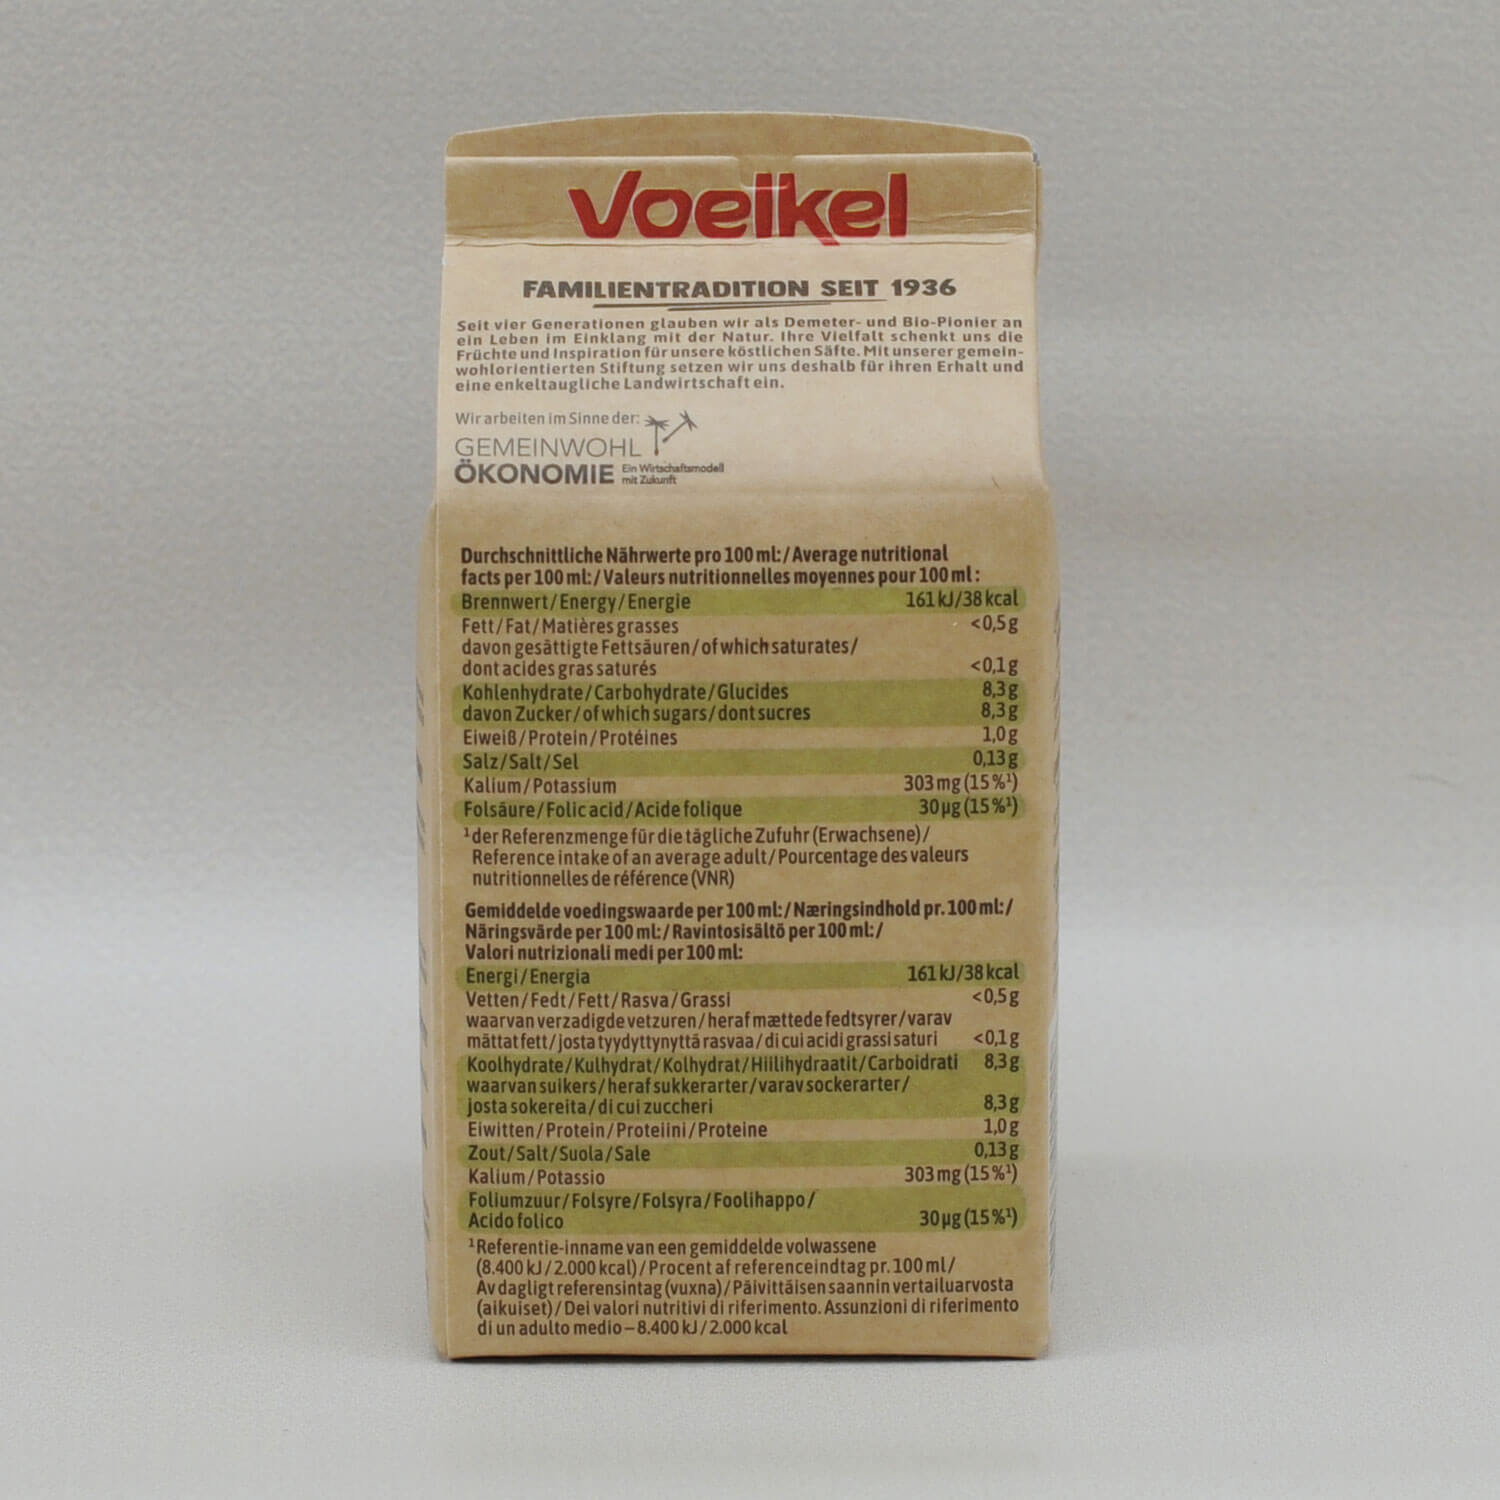 Voelkel
FAMILIENTRADITION SEIT 1936
Seit vier Generationen glauben wir als Demeter- und Bio-Pionier an
ein Leben im Einklang mit der Natur. Ihre Vielfalt schenkt uns die
Früchte und Inspiration für unsere köstlichen Säfte. Mit unserer gemein-
wohlorientierten Stiftung setzen wir uns deshalb für ihren Erhalt und
eine enkeltaugliche Landwirtschaft ein.
Wir arbeiten im Sinne der:
GEMEINWOHL
ÖKONOMIE Ein Wirtschaftsmodell
mit Zukunft
Durchschnittliche Nährwerte pro 100 ml: / Average nutritional
facts per 100 ml: / Valeurs nutritionnelles moyennes pour 100 ml :
Brennwert / Energy / Energie 161 kJ/38 kcal
Fett / Fat / Matières grasses <0,5 g
davon gesättigte Fettsäuren / of which saturates /
dont acides gras saturés <0,1 g
Kohlenhydrate / Carbohydrate / Glucides 8,3 g
davon Zucker / of which sugars / dont sucres 8,3 g
Eiweiß / Protein / Protéines 1,0 g
Salz / Salt / Sel 0,13 g
Kalium / Potassium 303 mg (15 %¹)
Folsäure / Folic acid / Acide folique 30 µg (15 %¹)
¹ der Referenzmenge für die tägliche Zufuhr (Erwachsene) /
Reference intake of an average adult / Pourcentage des valeurs
nutritionnelles de référence (VNR)
Gemiddelde voedingswaarde per 100 ml: / Næringsindhold pr. 100 ml: /
Näringsvärde per 100 ml: / Ravintosisältö per 100 ml: /
Valori nutrizionali medi per 100 ml:
Energi / Energia 161 kJ/38 kcal
Vetten / Fedt / Fett / Rasva / Grassi <0,5 g
waarvan verzadigde vetzuren / heraf mættede fedtsyrer / varav
mättat fett / josta tyydyttynyttä rasvaa / di cui acidi grassi saturi <0,1 g
Koolhydrate / Kulhydrat / Kolhydrat / Hiilihydraatit / Carboidrati 8,3 g
waarvan suikers / heraf sukkerarter / varav sockerarter /
josta sokereita / di cui zuccheri 8,3 g
Eiwitten / Protein / Proteiini / Proteine 1,0 g
Zout / Salt / Suola / Sale 0,13 g
Kalium / Potassio 303 mg (15 %¹)
Foliumzuur / Folsyre / Folsyra / Foolihappo /
Acido folico 30 µg (15 %¹)
¹ Referentie-inname van een gemiddelde volwassene
(8.400 kJ / 2.000 kcal) / Procent af referenceindtag pr. 100 ml /
Av dagligt referensintag (vuxna) / Päivittäisen saannin vertailuarvosta
(aikuiset) / Dei valori nutritivi di riferimento. Assunzioni di riferimento
di un adulto medio – 8.400 kJ / 2.000 kcal